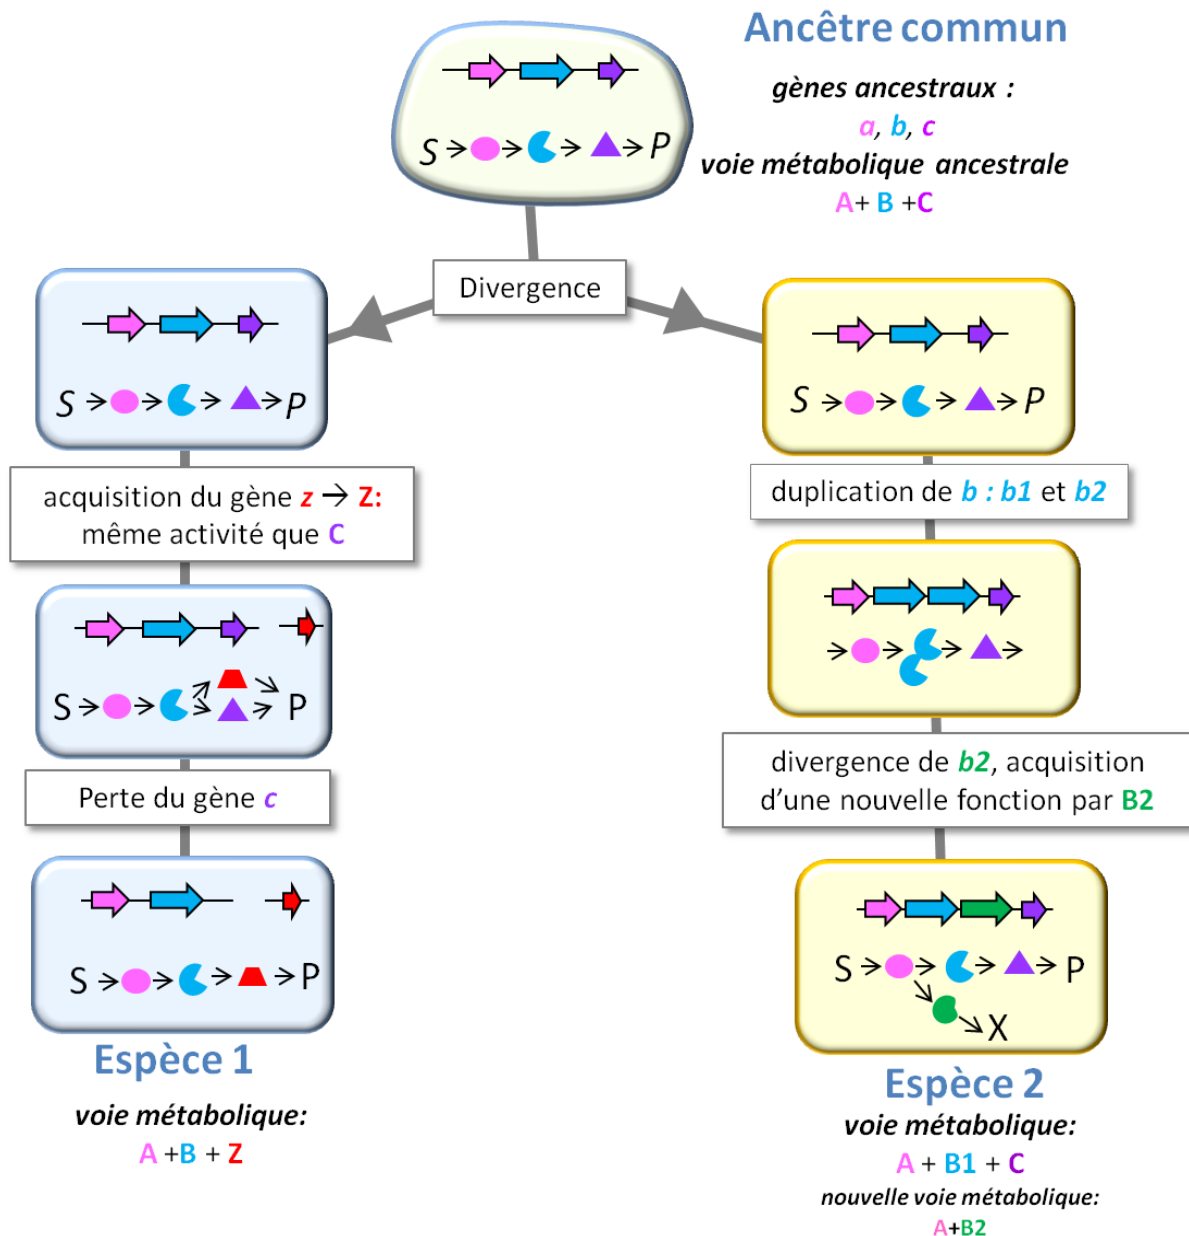 Ancêtre commun
gènes ancestraux :
a, b, c
voie métabolique ancestrale
A+ B +C
S P
Divergence
S P
S P
acquisition du gène z → Z:
même activité que C
duplication de b : b1 et b2
S P
Perte du gène c
divergence de b2, acquisition
d'une nouvelle fonction par B2
S P
S P
X
Espèce 1
voie métabolique:
A +B + Z
Espèce 2
voie métabolique:
A + B1 + C
nouvelle voie métabolique:
A+B2